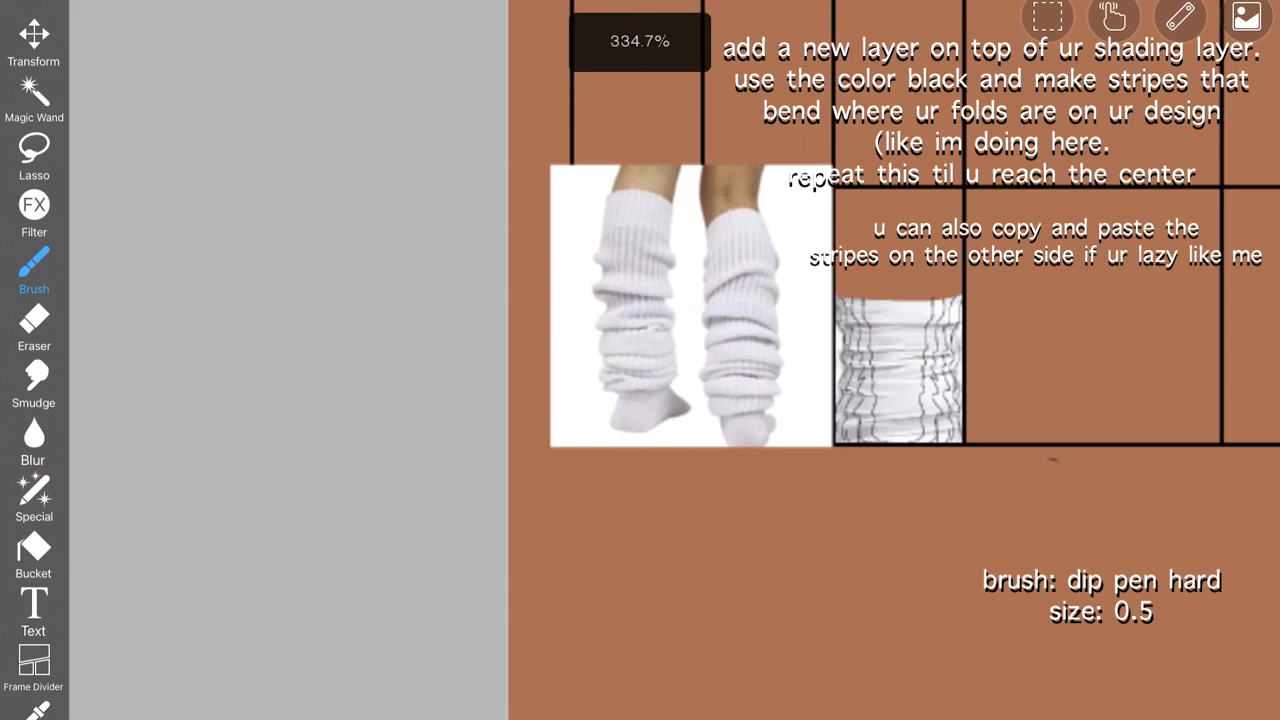 Transform
Magic Wand
Lasso
FX
Filter
Brush
Eraser
Smudge
Blur
Special
Bucket
T
Text
Frame Divider
334.7%
add a new layer on top of ur shading layer.
use the color black and make stripes that
bend where ur folds are on ur design
(like im doing here.
repeat this til u reach the center
u can also copy and paste the
stripes on the other side if ur lazy like me
brush: dip pen hard
size: 0.5